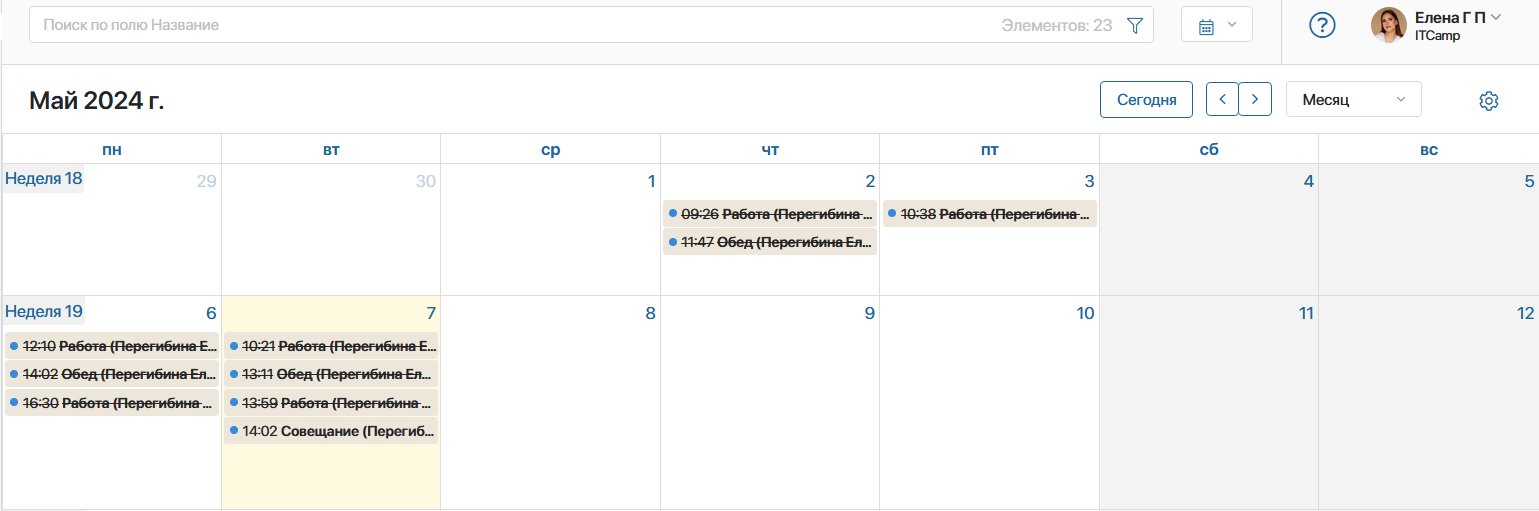 Поиск по полю Название Элементов: 23
Елена Г П
ITCamp
Май 2024 г. Сегодня Месяц
пн вт ср чт пт сб вс
Неделя 18 29 30 1 2 3 4 5
09:26 Работа (Перегибина ... 10:38 Работа (Перегибина ...
11:47 Обед (Перегибина Ел...
Неделя 19 6 7 8 9 10 11 12
12:10 Работа (Перегибина Е... 10:21 Работа (Перегибина Е...
14:02 Обед (Перегибина Ел... 13:11 Обед (Перегибина Ел...
16:30 Работа (Перегибина ... 13:59 Работа (Перегибина ...
14:02 Совещание (Перегиб...